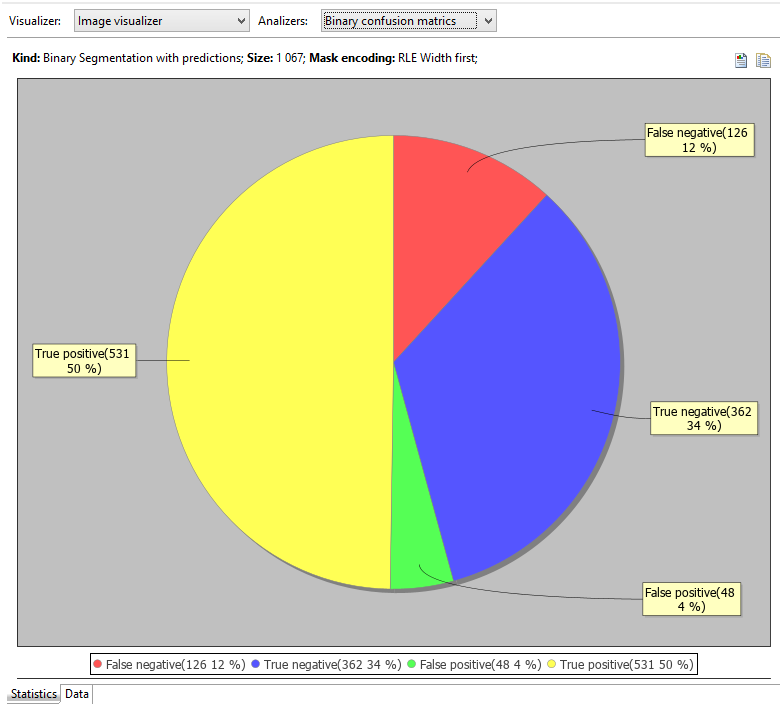 Visualizer: Image visualizer Analizers: Binary confusion matrics
Kind: Binary Segmentation with predictions; Size: 1 067; Mask encoding: RLE Width first;
False negative(126
12 %)
True positive(531
50 %)
True negative(362
34 %)
False positive(48
4 %)
False negative(126 12 %) True negative(362 34 %) False positive(48 4 %) True positive(531 50 %)
Statistics Data